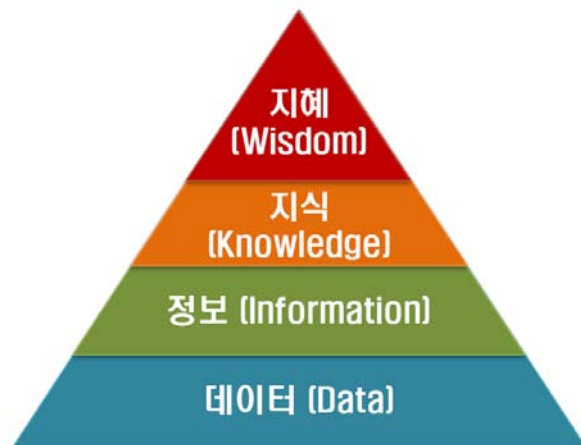 지혜
(Wisdom)
지식
(Knowledge)
정보 (Information)
데이터 (Data)